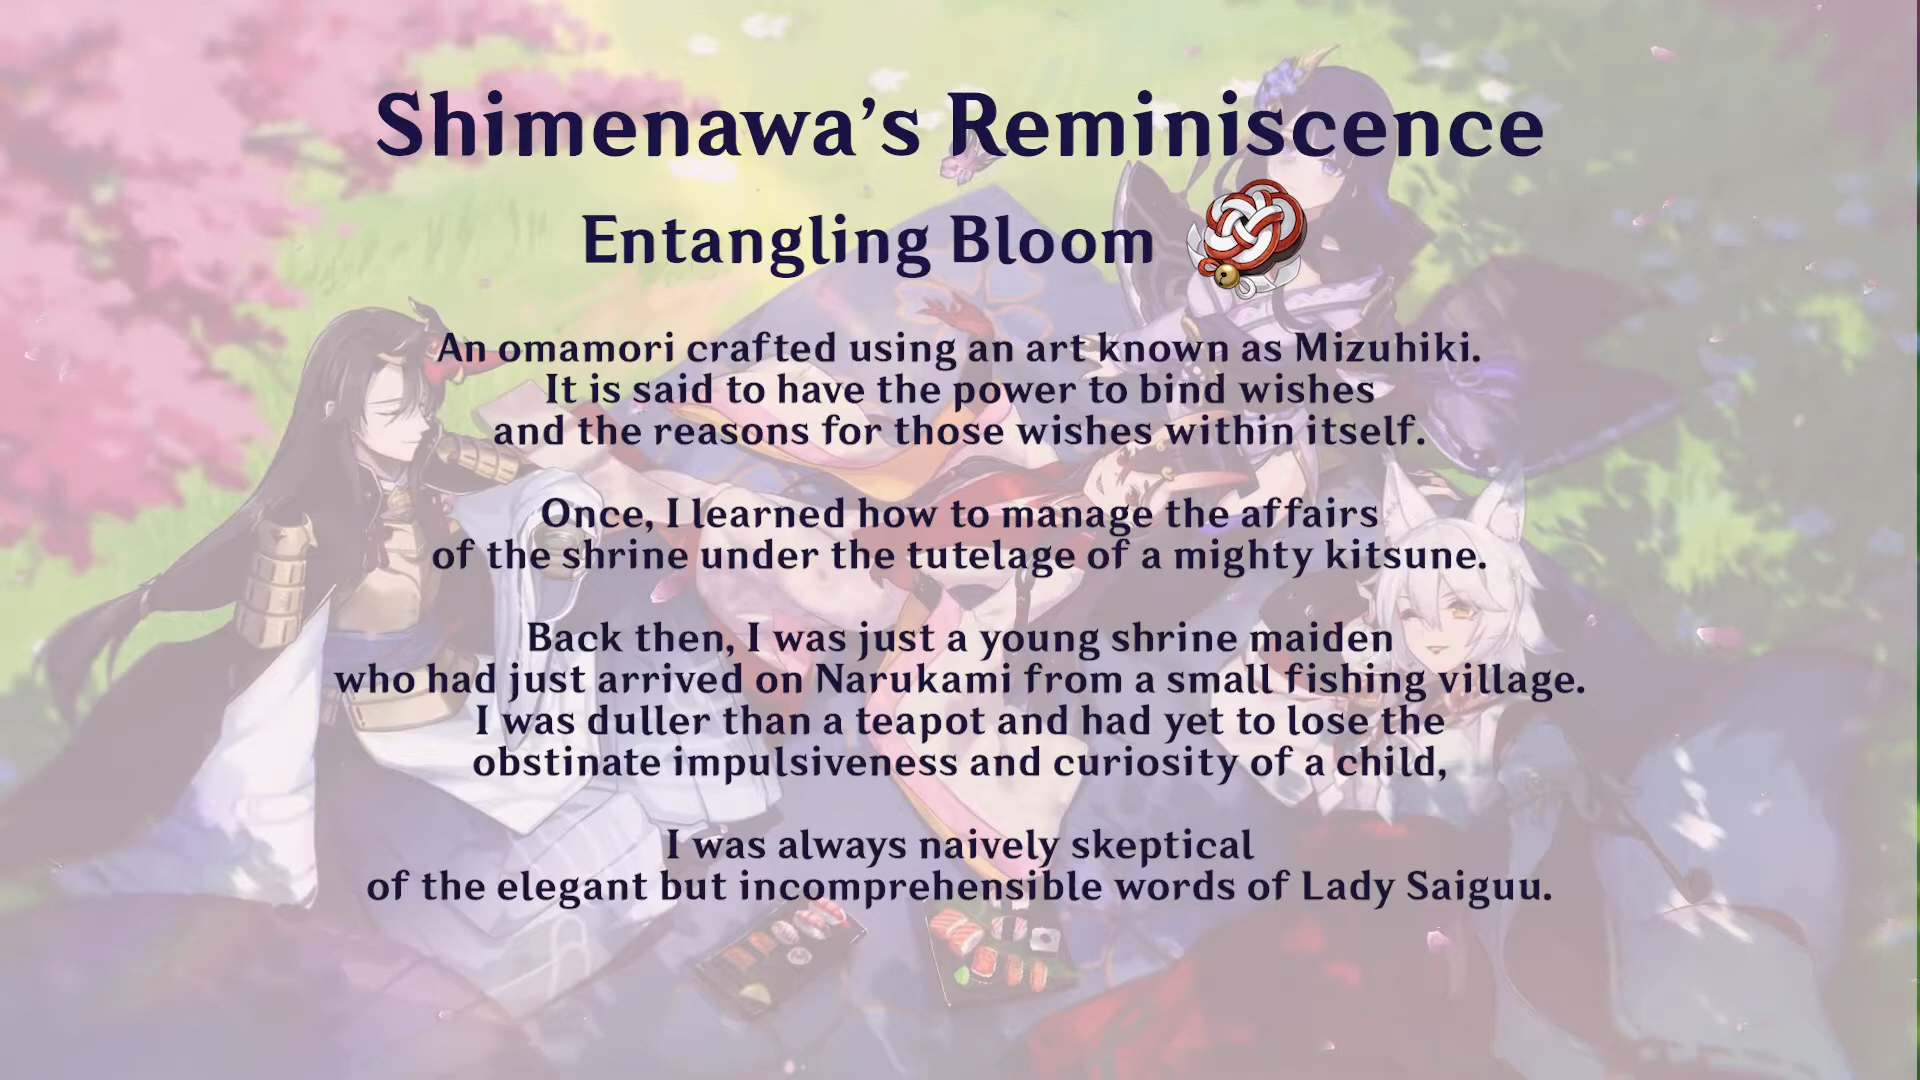 Shimenawa's Reminiscence
Entangling Bloom
An omamori crafted using an art known as Mizuhiki.
It is said to have the power to bind wishes
and the reasons for those wishes within itself.
Once, I learned how to manage the affairs
of the shrine under the tutelage of a mighty kitsune.
Back then, I was just a young shrine maiden
who had just arrived on Narukami from a small fishing village.
I was duller than a teapot and had yet to lose the
obstinate impulsiveness and curiosity of a child,
I was always naively skeptical
of the elegant but incomprehensible words of Lady Saiguu.